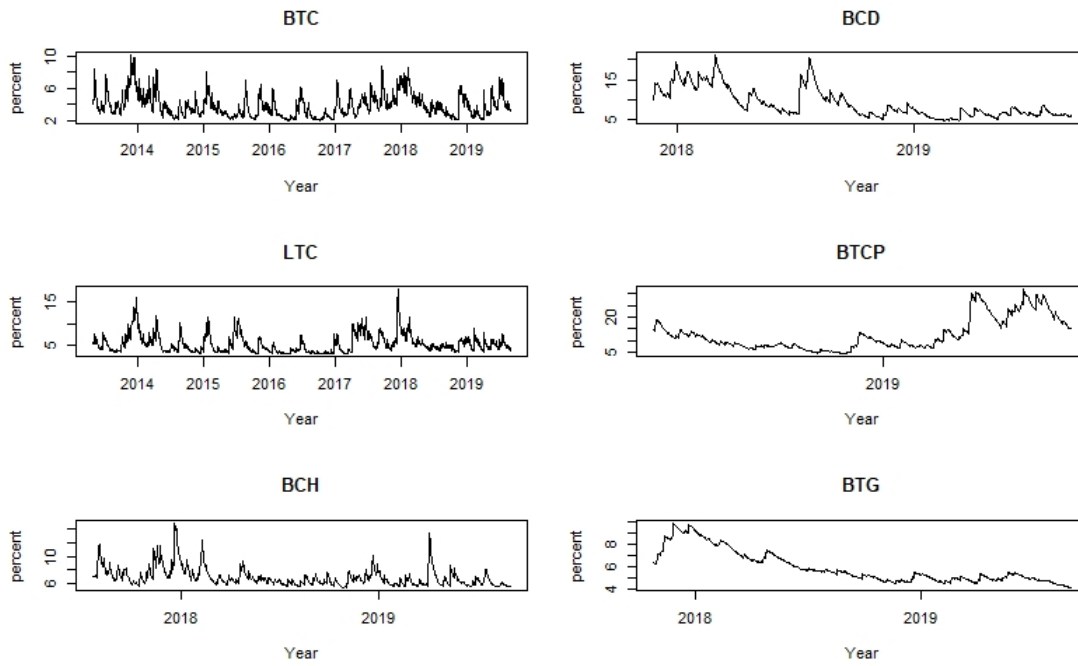 BTC
percent
2 6 10
2014 2015 2016 2017 2018 2019
Year
BCD
percent
5 15
2018 2019
Year
LTC
percent
5 15
2014 2015 2016 2017 2018 2019
Year
BTCP
percent
5 20
2019
Year
BCH
percent
6 10
2018 2019
Year
BTG
percent
4 6 8
2018 2019
Year